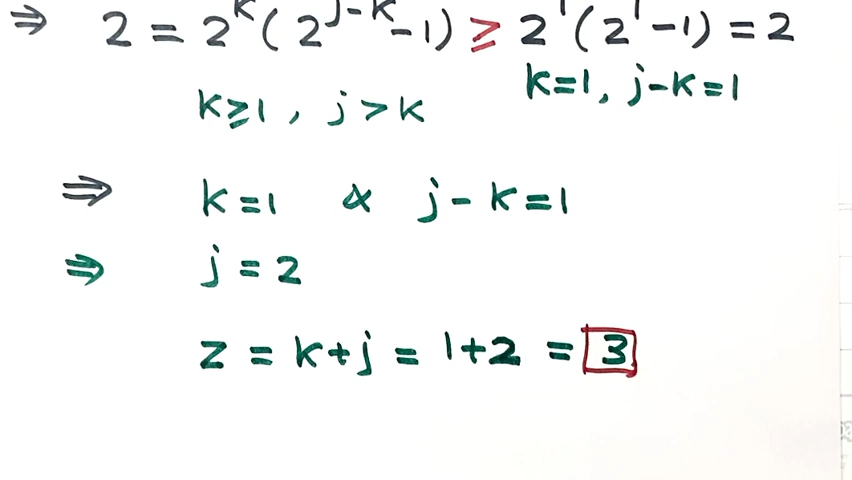 ⇒ 2 = 2^k(2^{j-k}-1) ≥ 2^1(2^1-1) = 2
k≥1, j>k
k=1, j-k=1
⇒ k=1 & j-k=1
⇒ j=2
z = k+j = 1+2 = 3